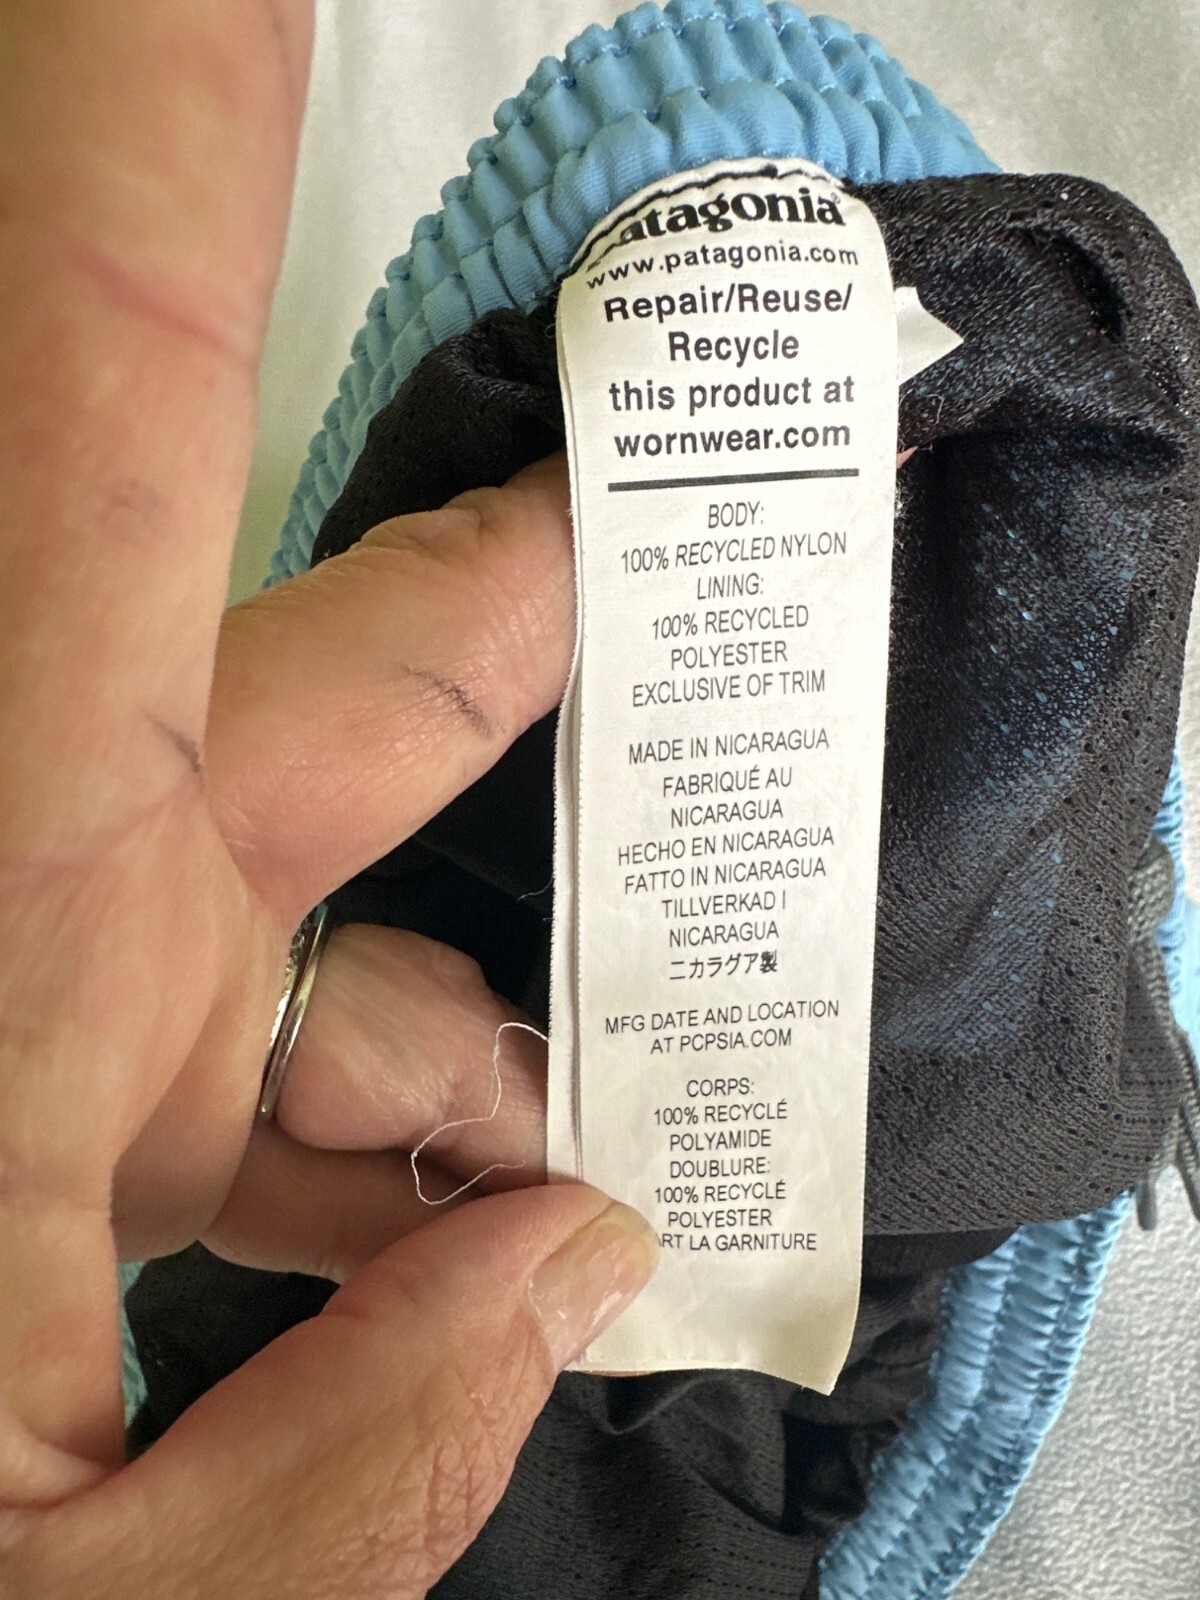 patagonia®
www.patagonia.com
Repair/Reuse/
Recycle
this product at
wornwear.com
BODY:
100% RECYCLED NYLON
LINING:
100% RECYCLED
POLYESTER
EXCLUSIVE OF TRIM
MADE IN NICARAGUA
FABRIQUÉ AU
NICARAGUA
HECHO EN NICARAGUA
FATTO IN NICARAGUA
TILLVERKAD I
NICARAGUA
ニカラグア製
MFG DATE AND LOCATION
AT PCPSIA.COM
CORPS:
100% RECYCLÉ
POLYAMIDE
DOUBLURE:
100% RECYCLÉ
POLYESTER
LA GARNITURE